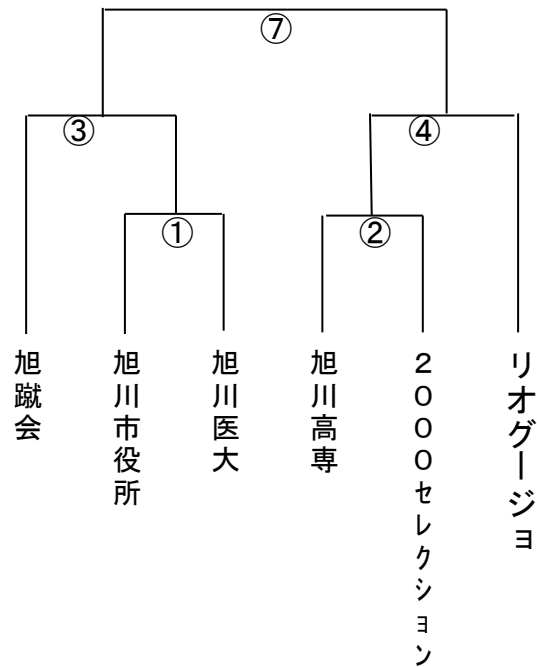 ⑦
③
④
①
②
旭蹴会
旭川市役所
旭川医大
旭川高専
２０００セレクション
リオグージョ